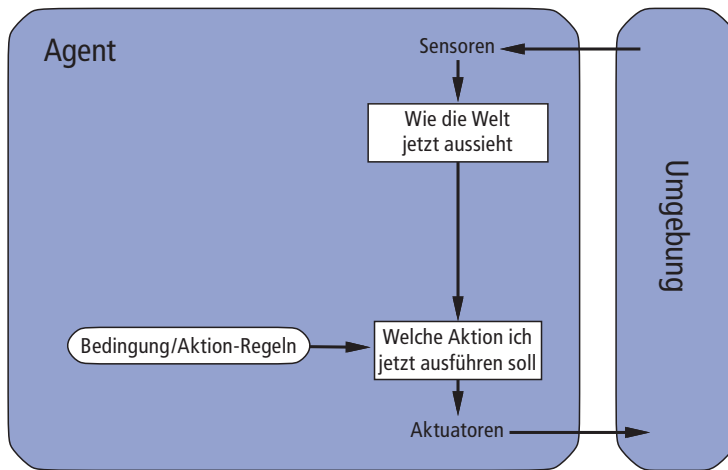 Agent
Sensoren
Wie die Welt
jetzt aussieht
Umgebung
Bedingung/Aktion-Regeln
Welche Aktion ich
jetzt ausführen soll
Aktuatoren